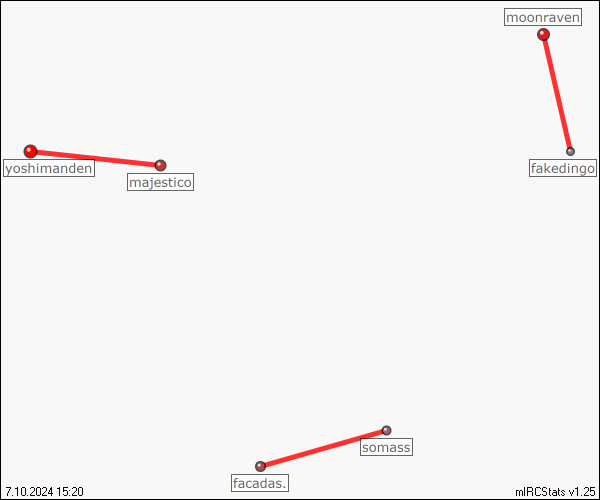 moonraven
yoshimanden
fakedingo
majestico
somass
facadas.
7.10.2024 15:20
mIRCStats v1.25